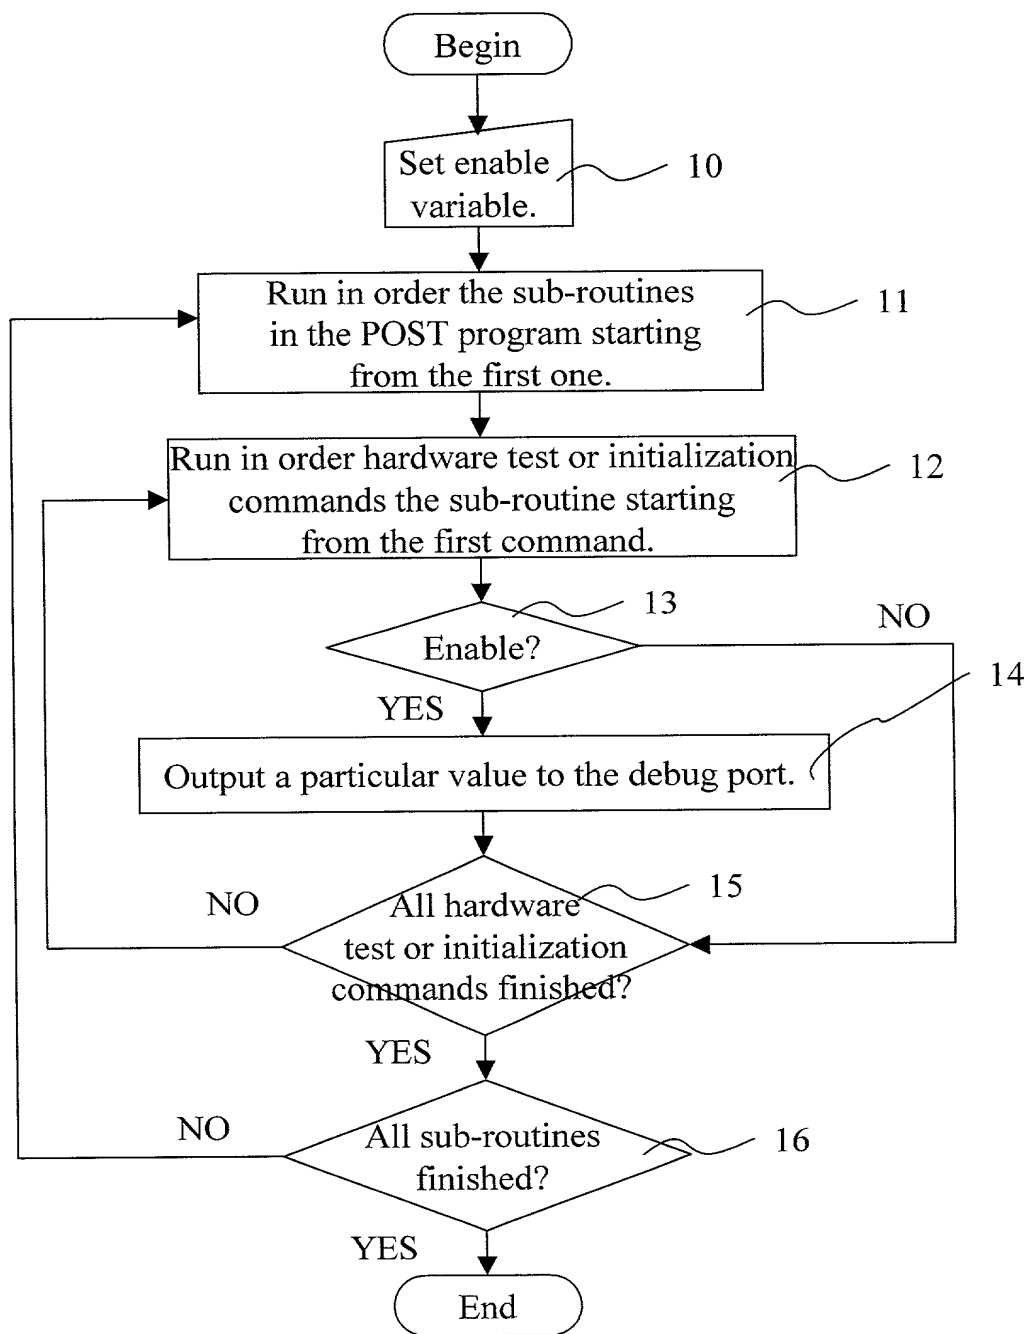 Begin
Set enable
variable.
10
Run in order the sub-routines
in the POST program starting
from the first one.
11
Run in order hardware test or initialization
commands the sub-routine starting
from the first command.
12
13
Enable?
NO
YES
14
Output a particular value to the debug port.
15
NO
All hardware
test or initialization
commands finished?
YES
NO
All sub-routines
finished?
16
YES
End